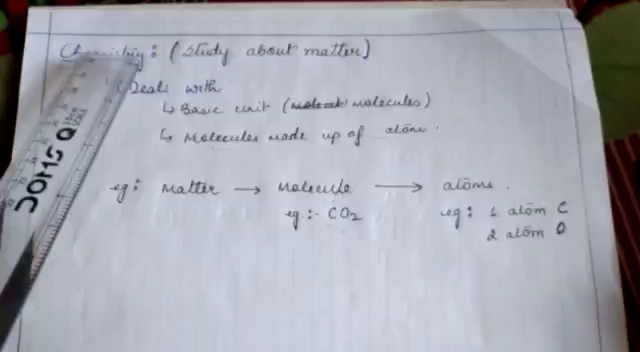 Chemistry: (Study about matter)
Deals with
↳ Basic unit (molecules)
↳ Molecules made up of atoms.
eg: Matter → Molecule → atoms.
eg:- CO2 eg: 1 atom C
2 atom O
DOMS